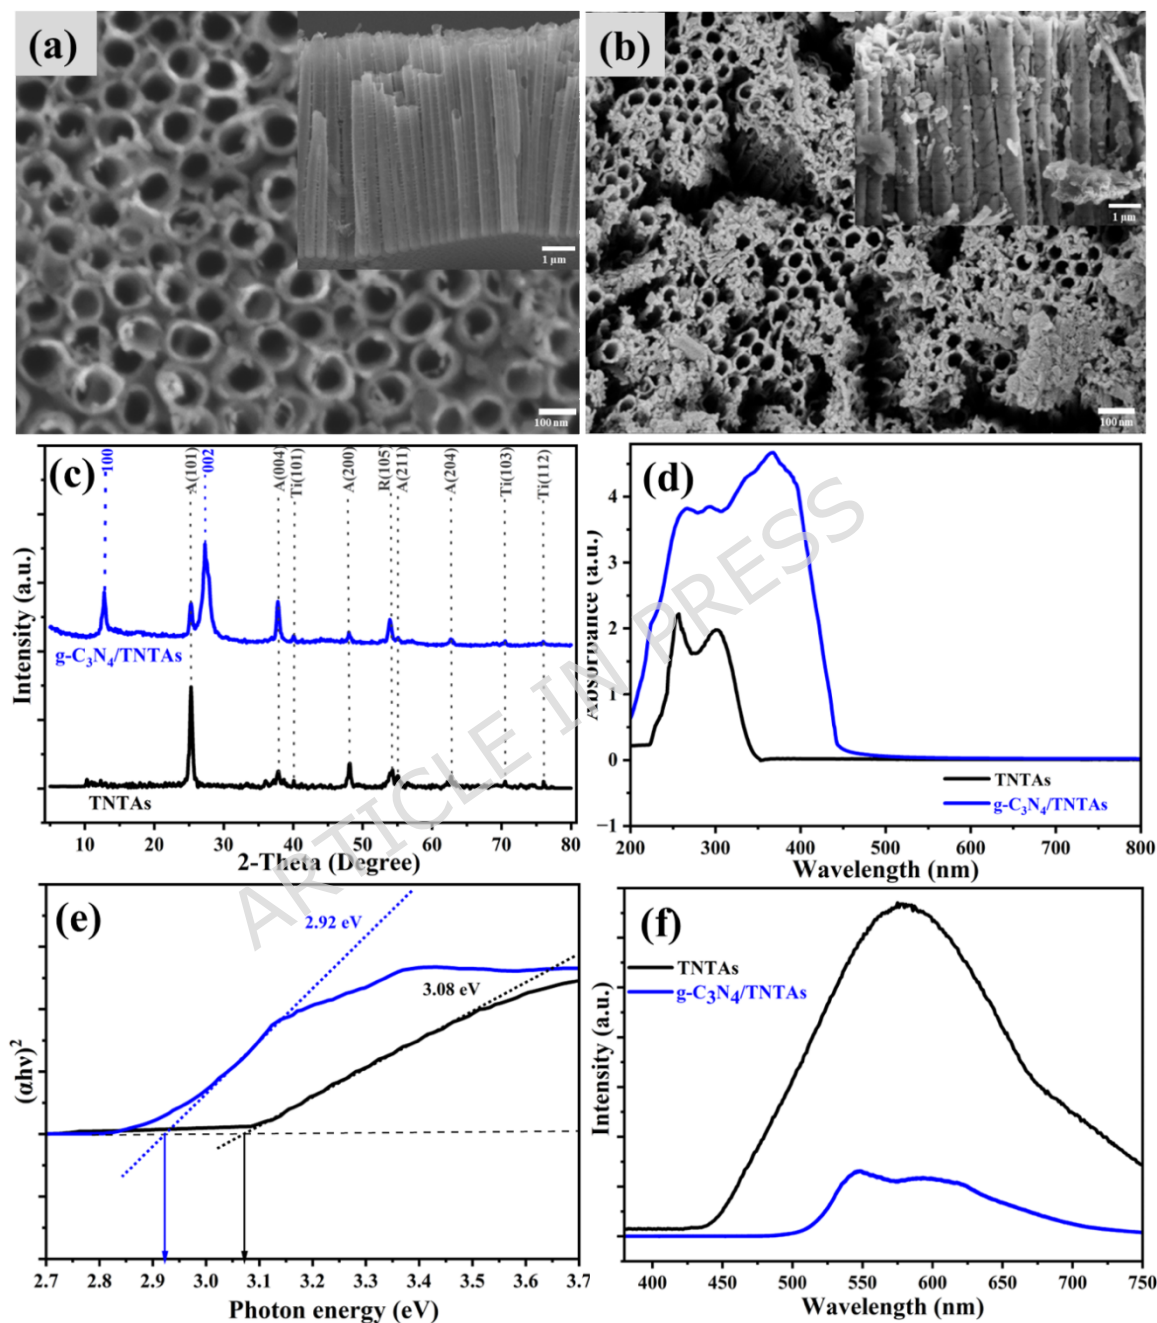 (a)
1 µm
100 nm
(b)
1 µm
100 nm
(c)
100
A(101)
002
A(004)
Ti(101)
A(200)
R(105)
A(211)
A(204)
Ti(103)
Ti(112)
g-C₃N₄/TNTAs
TNTAs
Intensity (a.u.)
10 20 30 40 50 60 70 80
2-Theta (Degree)
(d)
Absorbance (a.u.)
4
3
2
1
0
−1
TNTAs
g-C₃N₄/TNTAs
200 300 400 500 600 700 800
Wavelength (nm)
(e)
2.92 eV
3.08 eV
(αhν)²
2.7 2.8 2.9 3.0 3.1 3.2 3.3 3.4 3.5 3.6 3.7
Photon energy (eV)
(f)
TNTAs
g-C₃N₄/TNTAs
Intensity (a.u.)
400 450 500 550 600 650 700 750
Wavelength (nm)
ARTICLE IN PRESS